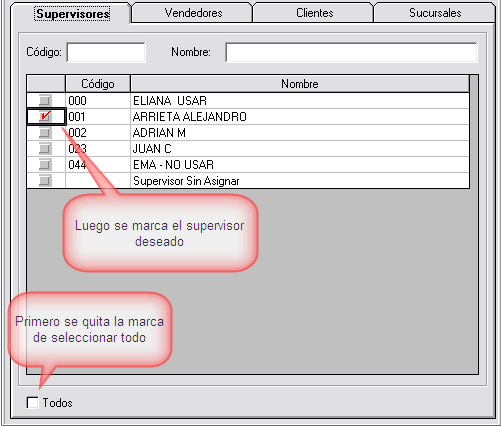 Supervisores Vendedores Clientes Sucursales
Código: Nombre:
Código Nombre
000 ELIANA USAR
001 ARRIETA ALEJANDRO
002 ADRIAN M
023 JUAN C
044 EMA - NO USAR
Supervisor Sin Asignar
Luego se marca el supervisor
deseado
Primero se quita la marca
de seleccionar todo
Todos